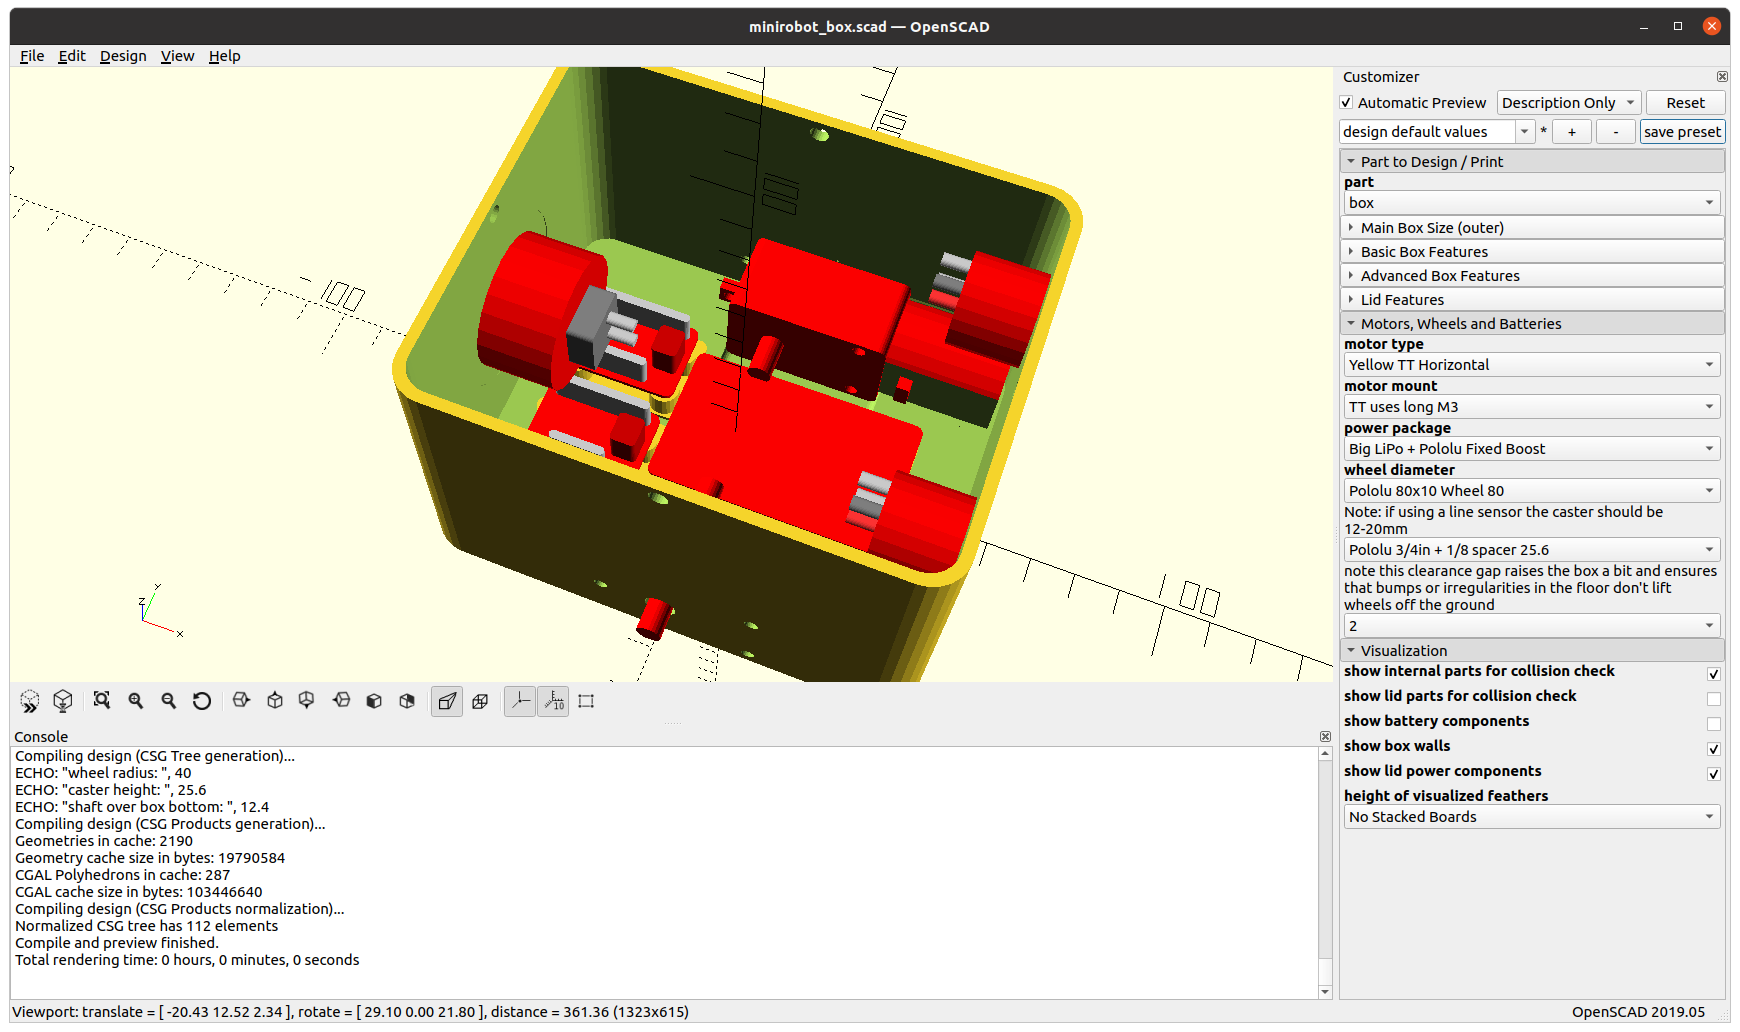 minirobot_box.scad — OpenSCAD
File Edit Design View Help
Customizer
Automatic Preview Description Only Reset
design default values * + - save preset
Part to Design / Print
part
box
Main Box Size (outer)
Basic Box Features
Advanced Box Features
Lid Features
Motors, Wheels and Batteries
motor type
Yellow TT Horizontal
motor mount
TT uses long M3
power package
Big LiPo + Pololu Fixed Boost
wheel diameter
Pololu 80x10 Wheel 80
Note: if using a line sensor the caster should be
12-20mm
Pololu 3/4in + 1/8 spacer 25.6
note this clearance gap raises the box a bit and ensures
that bumps or irregularities in the floor don't lift
wheels off the ground
2
Visualization
show internal parts for collision check
show lid parts for collision check
show battery components
show box walls
show lid power components
height of visualized feathers
No Stacked Boards
100
100
Y
Z
X
10
Console
Compiling design (CSG Tree generation)...
ECHO: "wheel radius: ", 40
ECHO: "caster height: ", 25.6
ECHO: "shaft over box bottom: ", 12.4
Compiling design (CSG Products generation)...
Geometries in cache: 2190
Geometry cache size in bytes: 19790584
CGAL Polyhedrons in cache: 287
CGAL cache size in bytes: 103446640
Compiling design (CSG Products normalization)...
Normalized CSG tree has 112 elements
Compile and preview finished.
Total rendering time: 0 hours, 0 minutes, 0 seconds
Viewport: translate = [ -20.43 12.52 2.34 ], rotate = [ 29.10 0.00 21.80 ], distance = 361.36 (1323x615)
OpenSCAD 2019.05